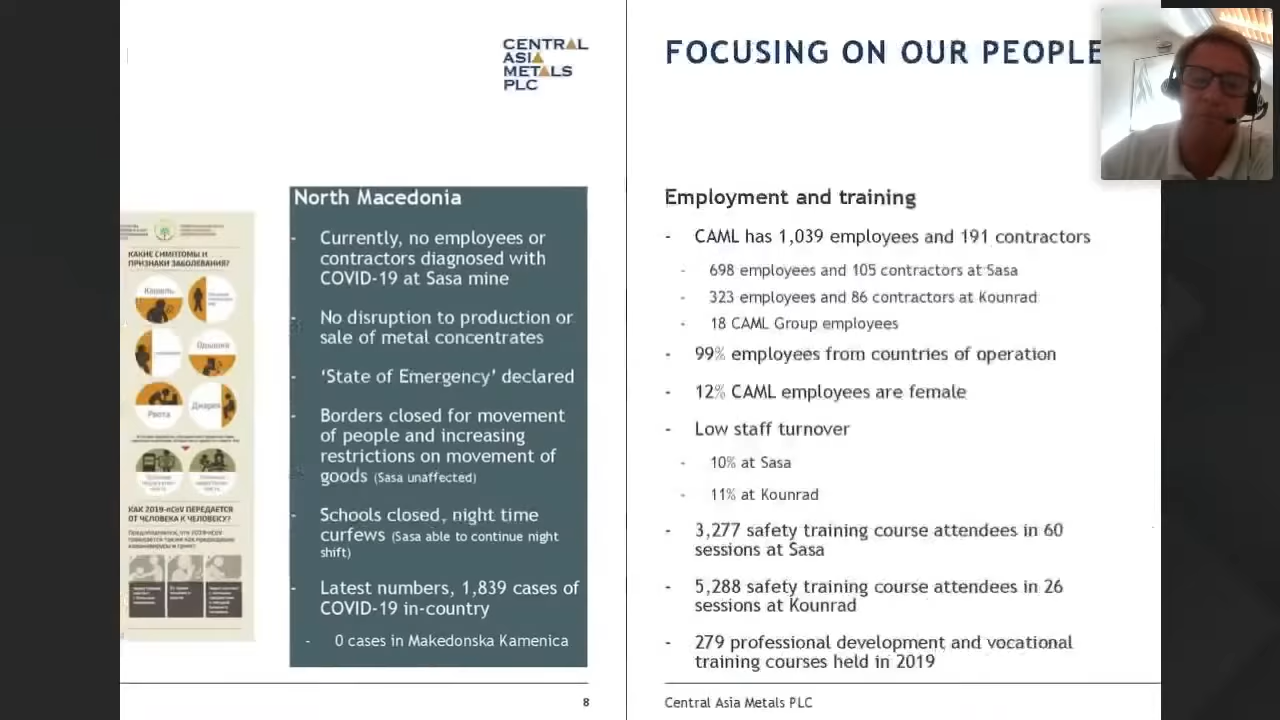 CENTRAL
ASIA
METALS
PLC
КАКИЕ СИМПТОМЫ И
ПРИЗНАКИ ЗАБОЛЕВАНИЯ?
Кашель
Одышка
Рвота
Диарея
КАК 2019-nCoV ПЕРЕДАЕТСЯ
ОТ ЧЕЛОВЕКА К ЧЕЛОВЕКУ?
North Macedonia
- Currently, no employees or
contractors diagnosed with
COVID-19 at Sasa mine
- No disruption to production or
sale of metal concentrates
- ‘State of Emergency’ declared
- Borders closed for movement
of people and increasing
restrictions on movement of
goods (Sasa unaffected)
- Schools closed, night time
curfews (Sasa able to continue night
shift)
- Latest numbers, 1,839 cases of
COVID-19 in-country
- 0 cases in Makedonska Kamenica
8
FOCUSING ON OUR PEOPLE
Employment and training
- CAML has 1,039 employees and 191 contractors
- 698 employees and 105 contractors at Sasa
- 323 employees and 86 contractors at Kounrad
- 18 CAML Group employees
- 99% employees from countries of operation
- 12% CAML employees are female
- Low staff turnover
- 10% at Sasa
- 11% at Kounrad
- 3,277 safety training course attendees in 60
sessions at Sasa
- 5,288 safety training course attendees in 26
sessions at Kounrad
- 279 professional development and vocational
training courses held in 2019
Central Asia Metals PLC